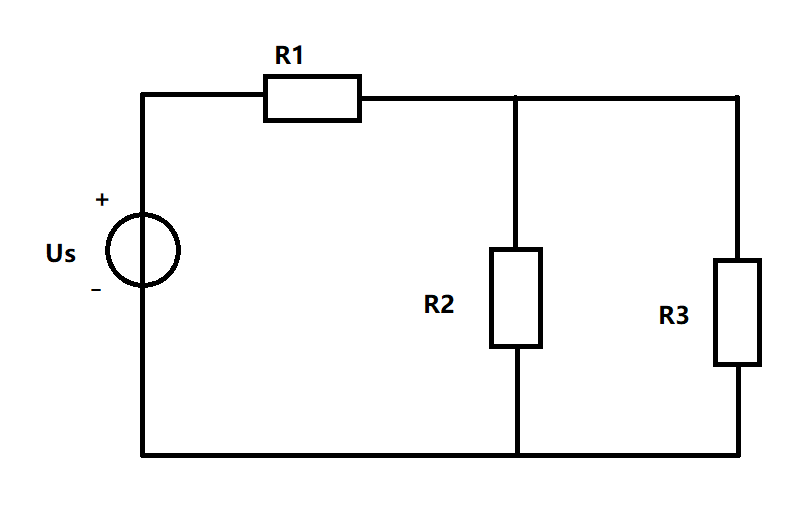 R1
+
Us
−
R2
R3